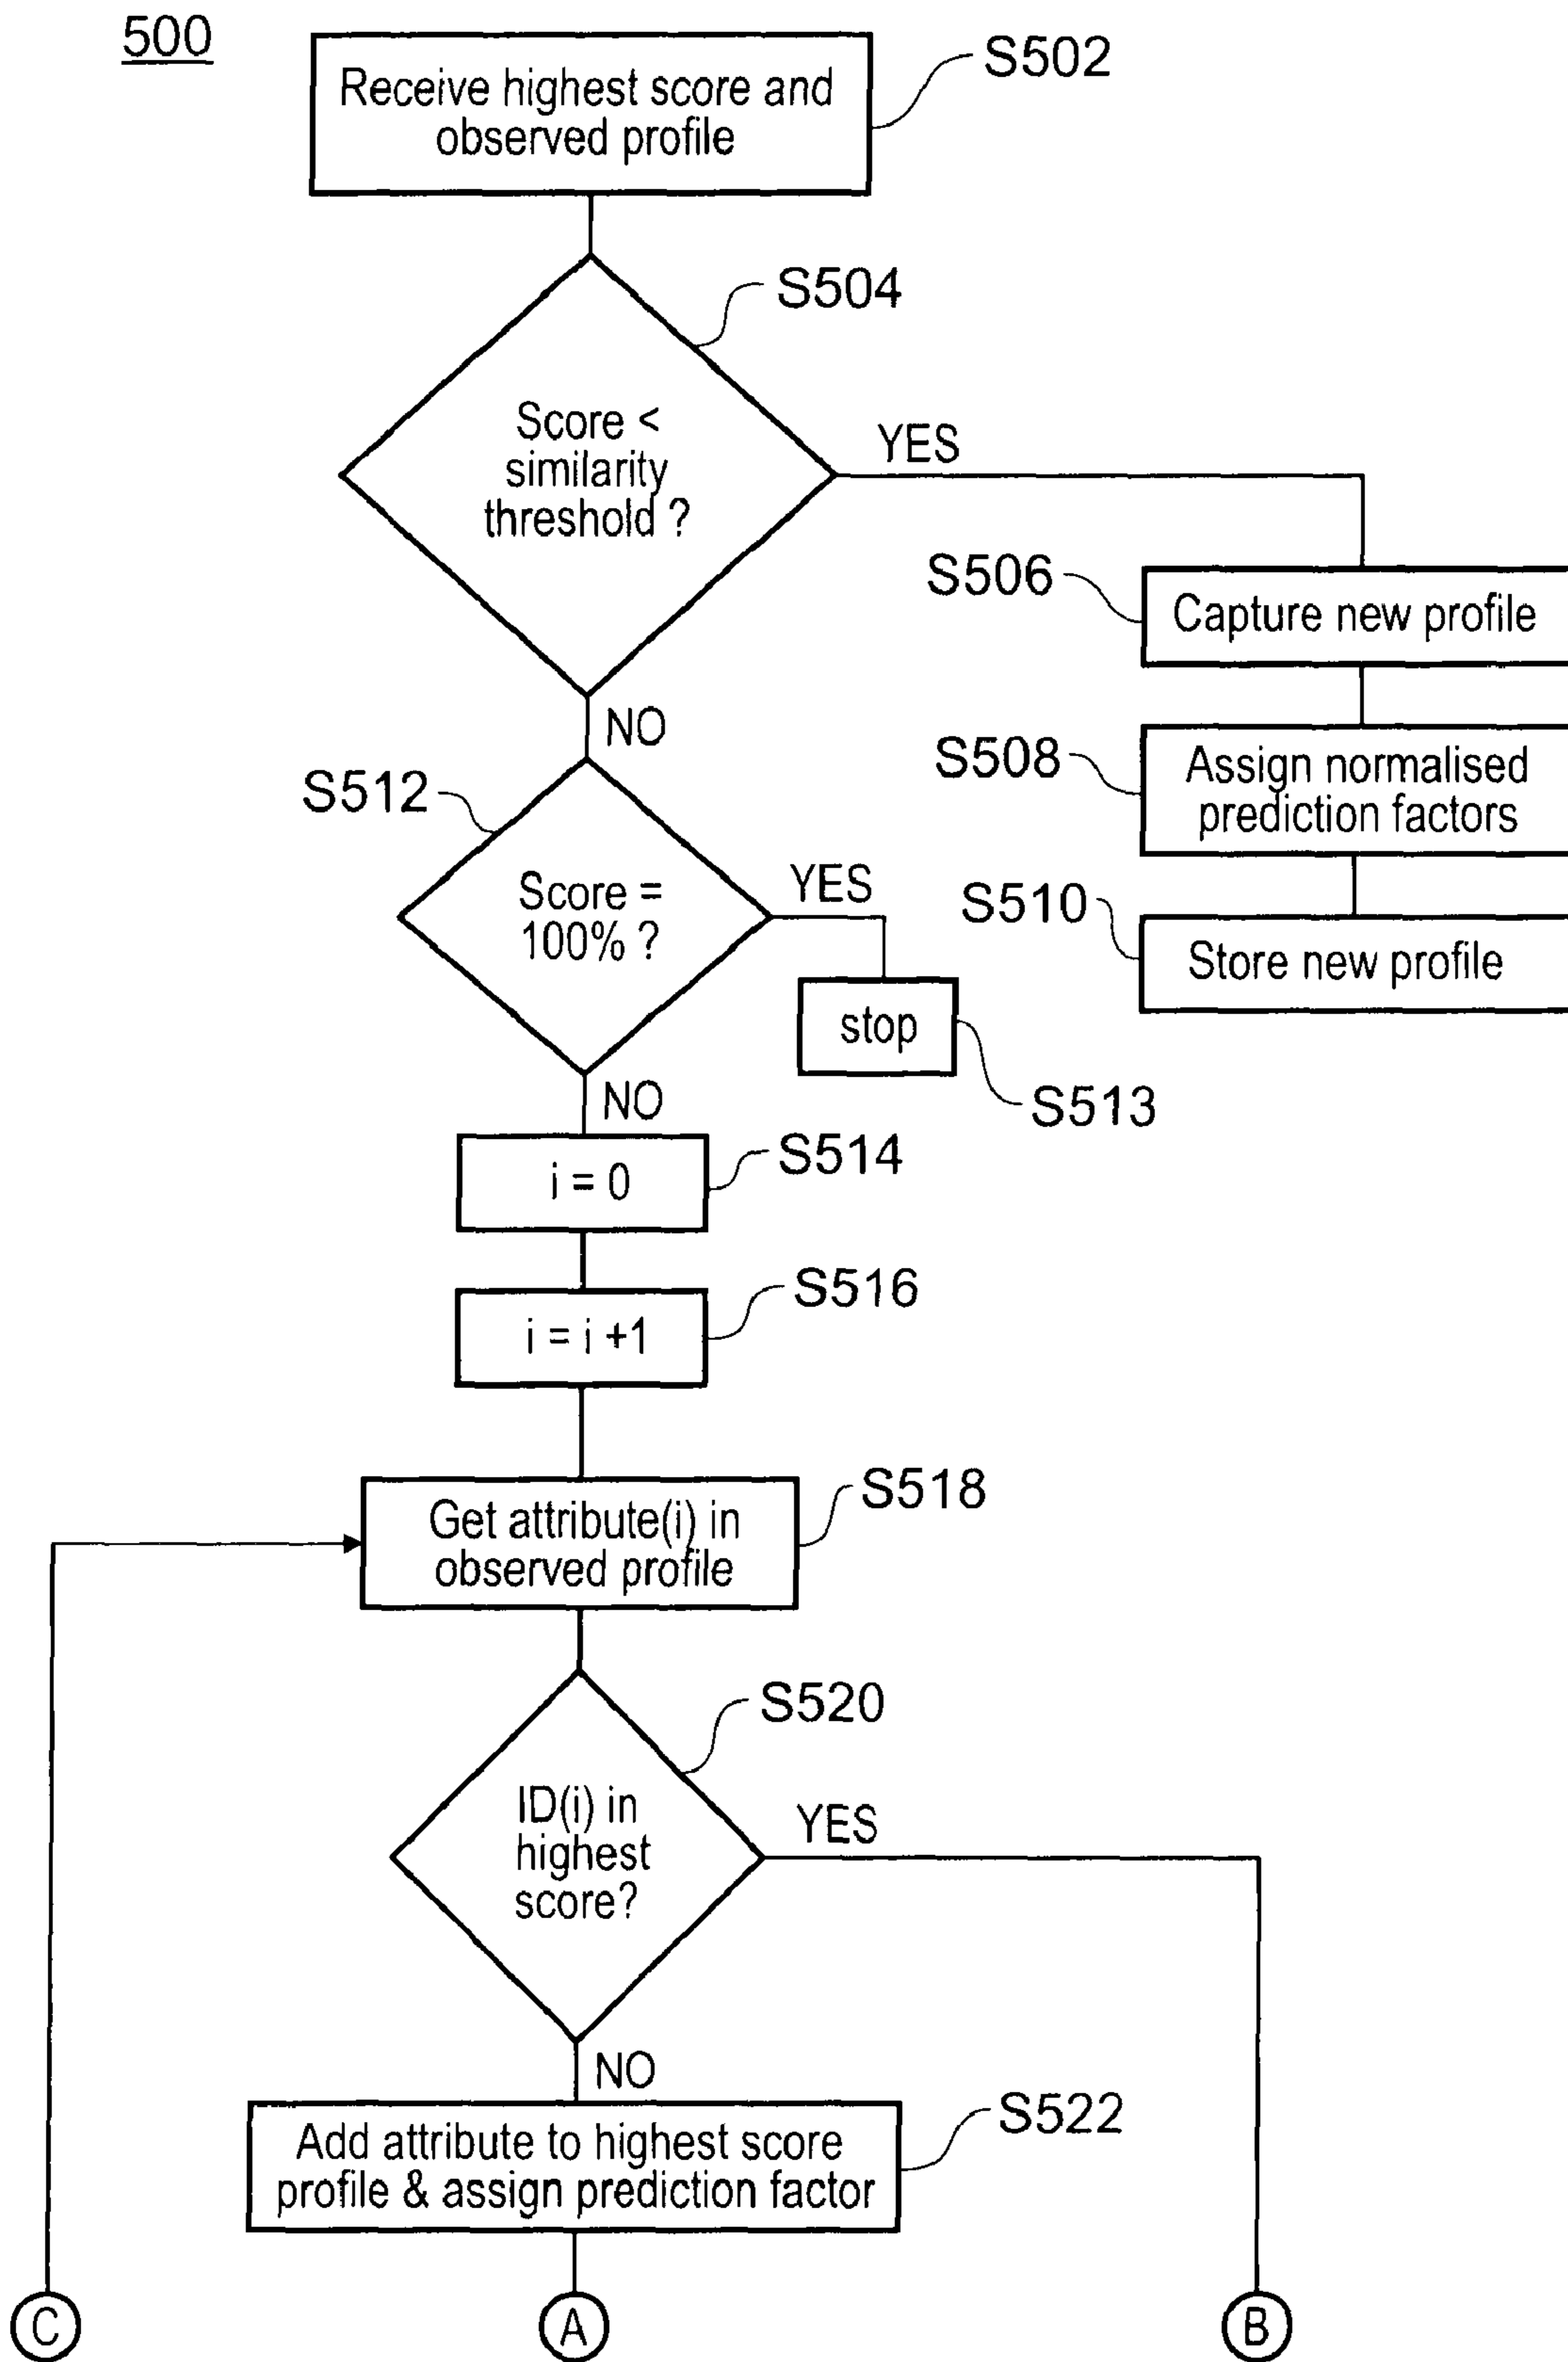 500
Receive highest score and
observed profile
S502
S504
Score <
similarity
threshold ?
YES
NO
S506
Capture new profile
S508
Assign normalised
prediction factors
S510
Store new profile
S512
Score =
100% ?
YES
stop
S513
NO
i = 0
S514
i = i +1
S516
Get attribute(i) in
observed profile
S518
S520
ID(i) in
highest
score?
YES
NO
Add attribute to highest score
profile & assign prediction factor
S522
C
A
B